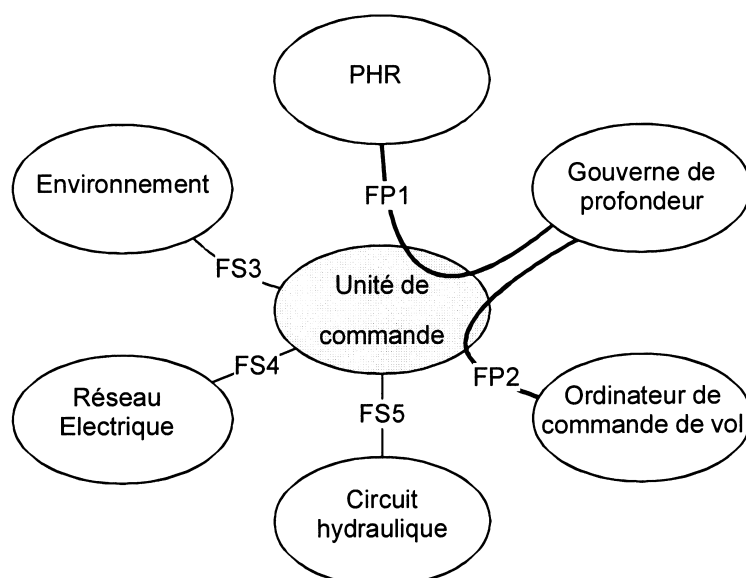 PHR
Environnement
Gouverne de
profondeur
FP1
FS3
Unité de
commande
FS4
FP2
Réseau
Electrique
FS5
Ordinateur de
commande de vol
Circuit
hydraulique